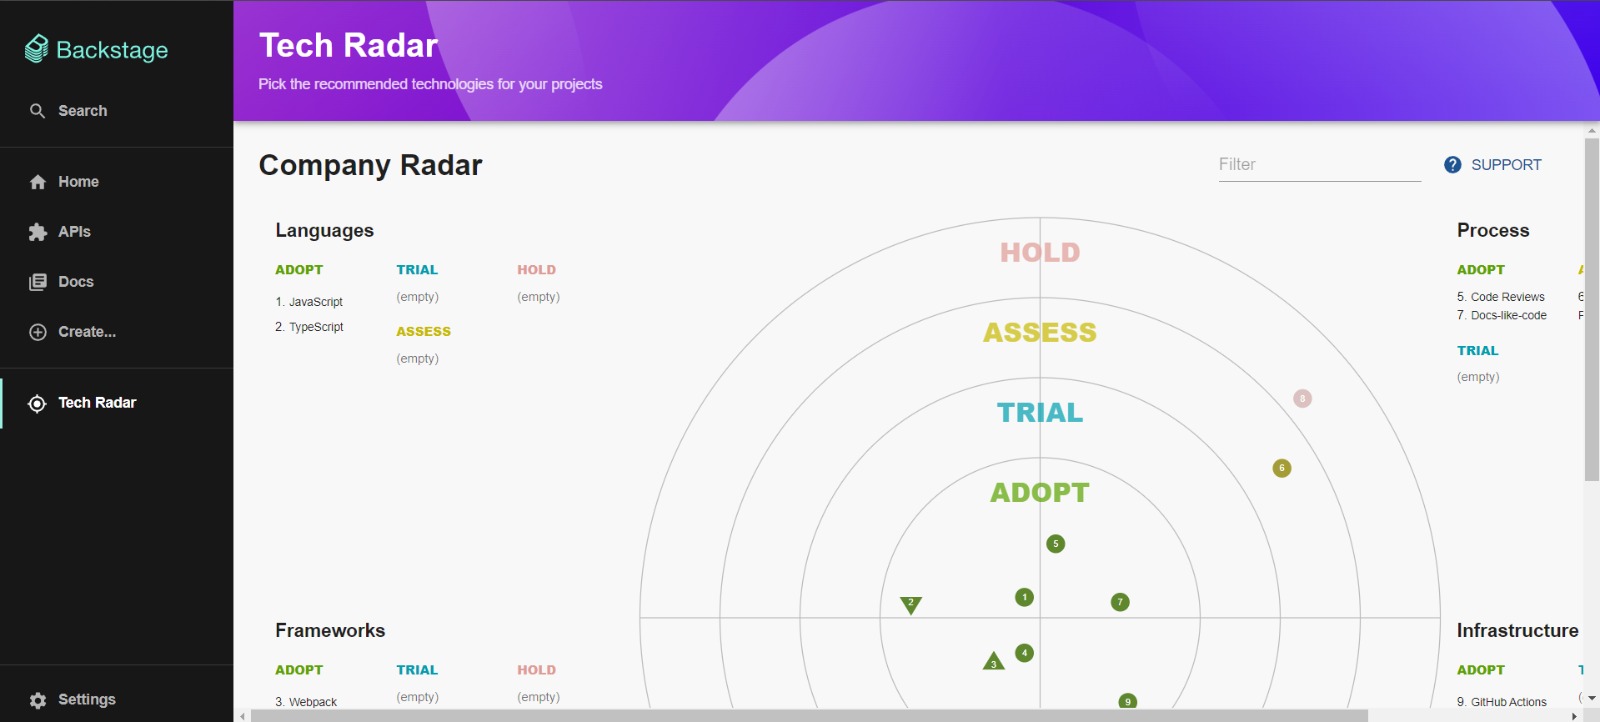 Backstage
Search
Home
APIs
Docs
Create...
Tech Radar
Settings
Tech Radar
Pick the recommended technologies for your projects
Company Radar
Filter
? SUPPORT
Languages
ADOPT TRIAL HOLD
1. JavaScript (empty) (empty)
2. TypeScript
ASSESS
(empty)
Process
ADOPT
5. Code Reviews 6
7. Docs-like-code
TRIAL
(empty)
HOLD
ASSESS
TRIAL
ADOPT
8
6
5
2
1
7
3
4
9
Frameworks
ADOPT TRIAL HOLD
3. Webpack (empty) (empty)
Infrastructure
ADOPT
9. GitHub Actions